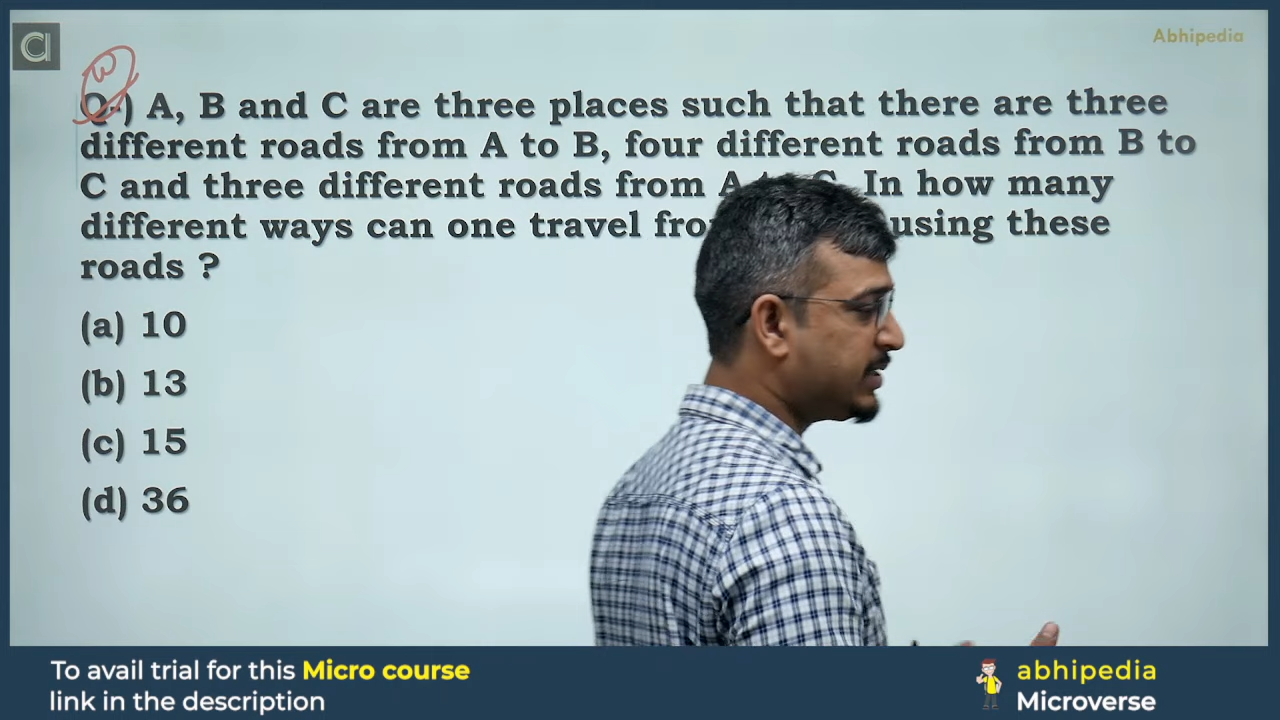 Abhipedia
Q-) A, B and C are three places such that there are three
different roads from A to B, four different roads from B to
C and three different roads from A C. In how many
different ways can one travel using these
roads ?
(a) 10
(b) 13
(c) 15
(d) 36
To avail trial for this Micro course
link in the description
abhipedia
Microverse